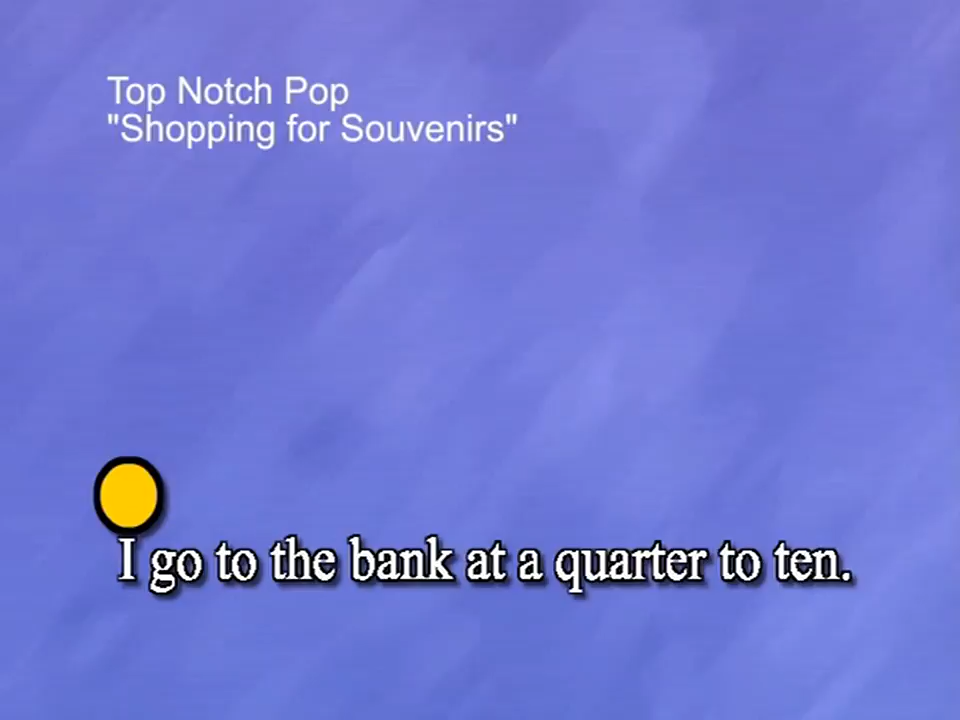 Top Notch Pop
"Shopping for Souvenirs"
I go to the bank at a quarter to ten.